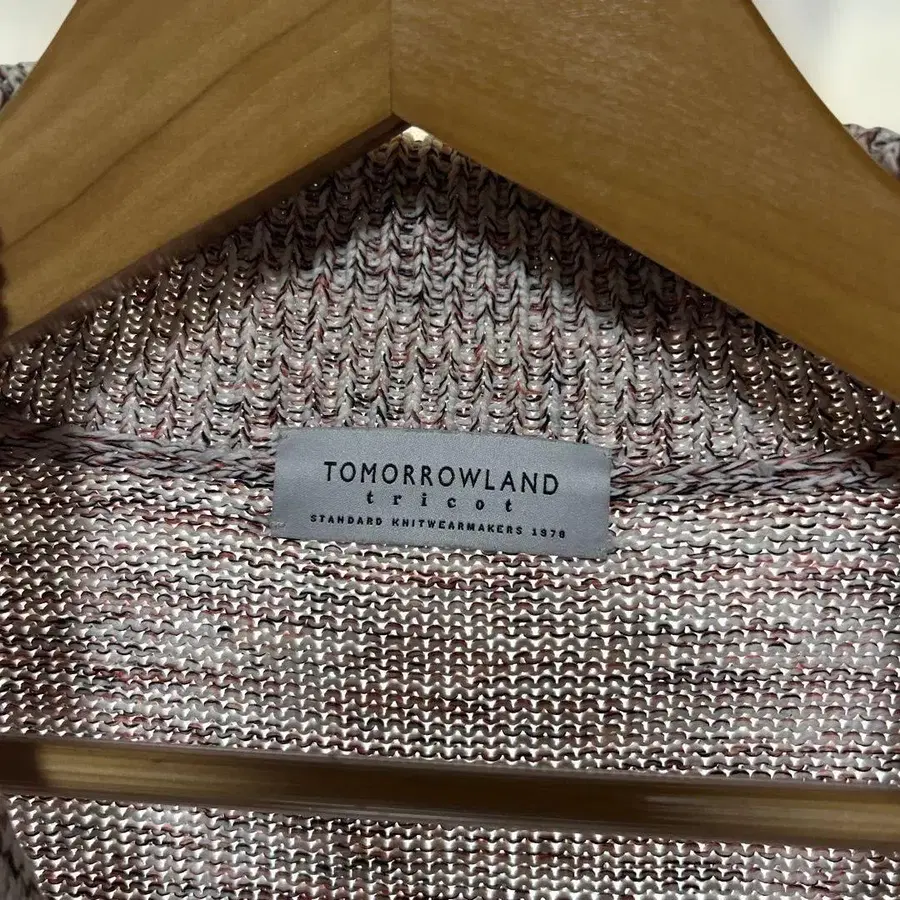 TOMORROWLAND
tricot
STANDARD KNITWEARMAKERS 1978